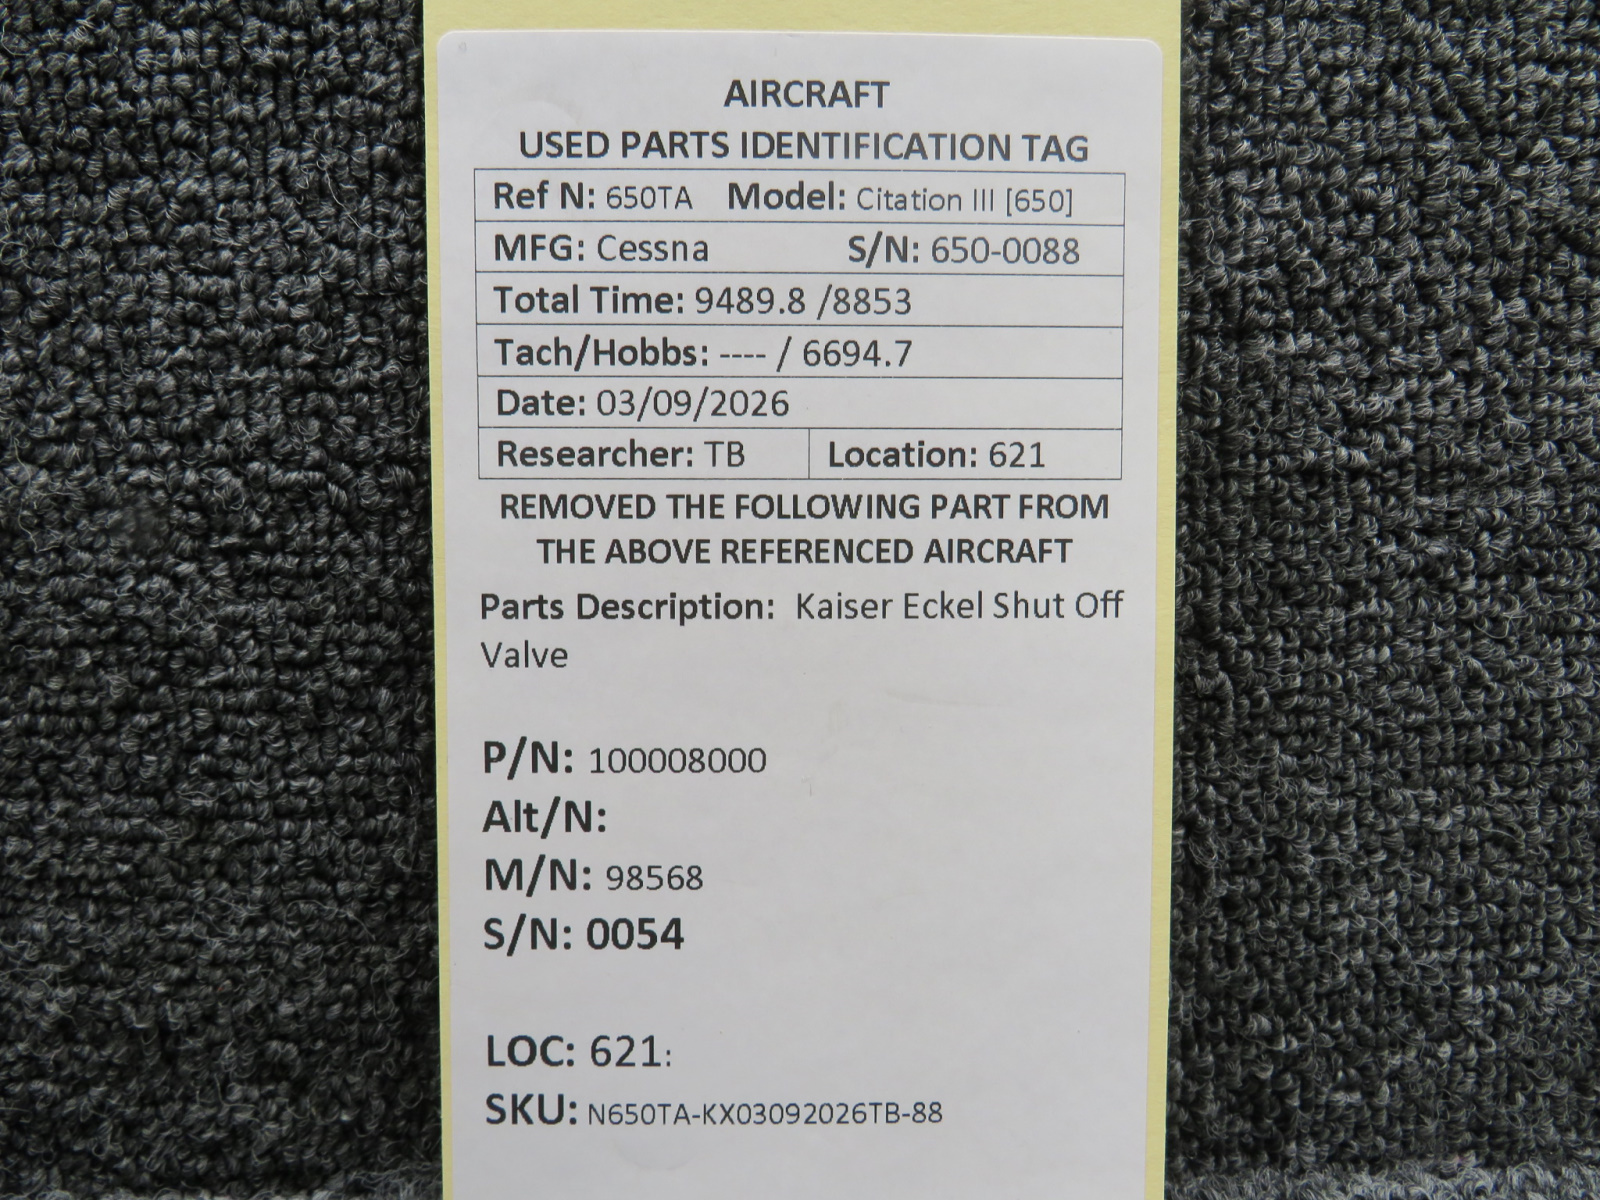 AIRCRAFT
USED PARTS IDENTIFICATION TAG
Ref N: 650TA Model: Citation III [650]
MFG: Cessna S/N: 650-0088
Total Time: 9489.8 /8853
Tach/Hobbs: ---- / 6694.7
Date: 03/09/2026
Researcher: TB Location: 621
REMOVED THE FOLLOWING PART FROM
THE ABOVE REFERENCED AIRCRAFT
Parts Description: Kaiser Eckel Shut Off
Valve
P/N: 100008000
Alt/N:
M/N: 98568
S/N: 0054
LOC: 621:
SKU: N650TA-KX03092026TB-88